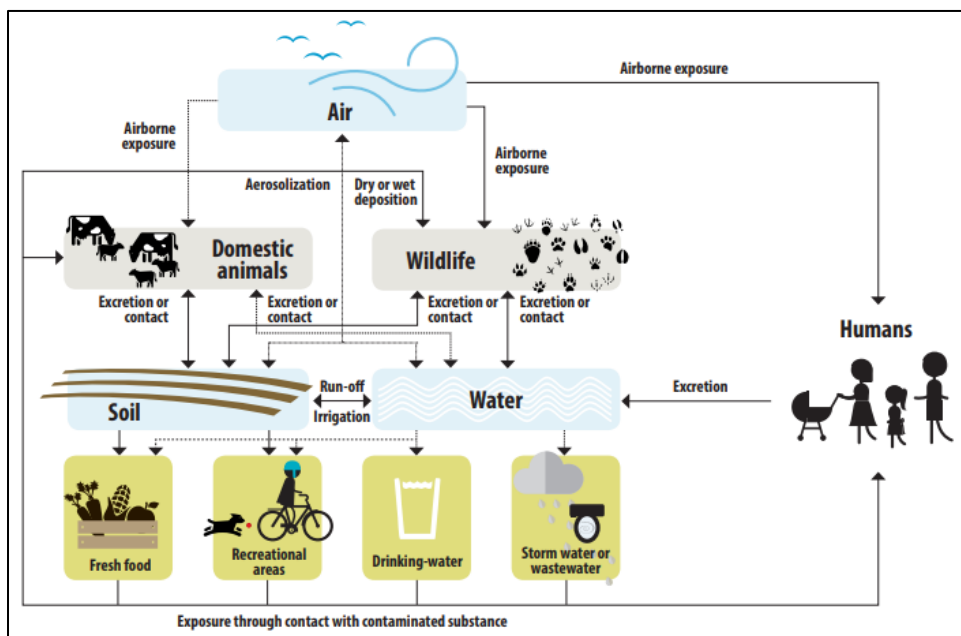 Airborne exposure
Air
Airborne
exposure
Airborne
exposure
Aerosolization
Dry or wet
deposition
Domestic
animals
Wildlife
Excretion or
contact
Excretion or
contact
Excretion or
contact
Excretion or
contact
Humans
Soil
Run-off
Irrigation
Water
Excretion
Fresh food
Recreational
areas
Drinking-water
Storm water or
wastewater
Exposure through contact with contaminated substance